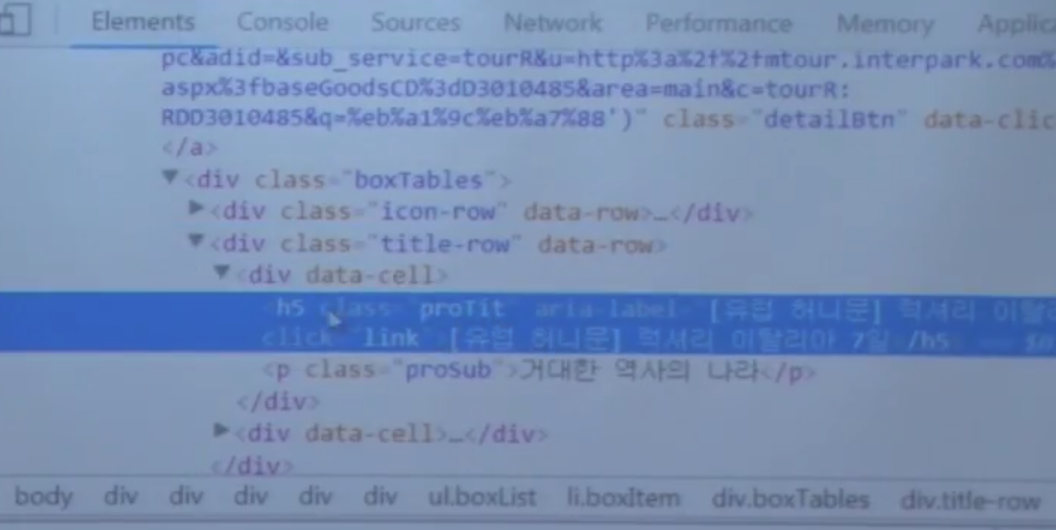 Elements Console Sources Network Performance Memory Applica
pc&adid=&sub_service=tourR&u=http%3a%2f%2fmtour.interpark.com%
aspx%3fbaseGoodsCD%3dD3010485&area=main&c=tourR:
RDD3010485&q=%eb%a1%9c%eb%a7%88')" class="detailBtn" data-clic
</a>
▼<div class="boxTables">
▶<div class="icon-row" data-row>…</div>
▼<div class="title-row" data-row>
▼<div data-cell>
<h5 class="proTit" aria-label="[유럽 허니문] 럭셔리 이탈
click="link">[유럽 허니문] 럭셔리 이탈리아 7일</h5> == $0
<p class="proSub">거대한 역사의 나라</p>
</div>
▶<div data-cell>…</div>
</div>
body div div div div div ul.boxList li.boxItem div.boxTables div.title-row